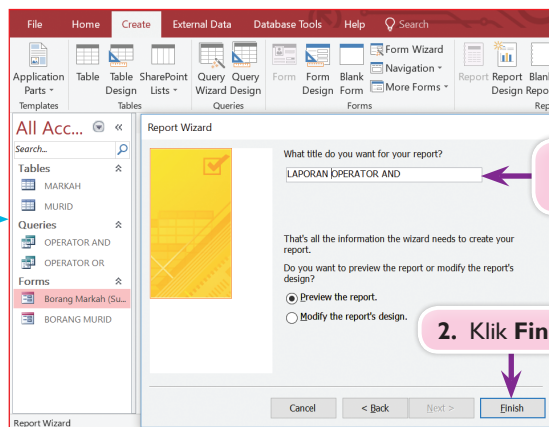 File Home Create External Data Database Tools Help Search
Application Parts Table Table Design SharePoint Lists Query Wizard Query Design Form Form Design Blank Form Form Wizard Navigation More Forms Report Report Design
Templates Tables Queries Forms
All Acc... «
Search...
Tables
MARKAH
MURID
Queries
OPERATOR AND
OPERATOR OR
Forms
Borang Markah (Su...
BORANG MURID
Report Wizard
What title do you want for your report?
LAPORAN OPERATOR AND
That's all the information the wizard needs to create your
report.
Do you want to preview the report or modify the report's
design?
Preview the report.
Modify the report's design.
2. Klik Fin
Cancel < Back Next > Finish
Report Wizard